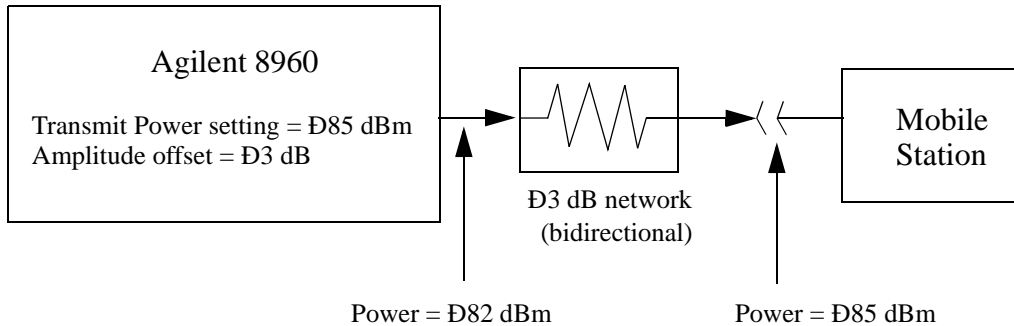 Agilent 8960
Transmit Power setting = Ð85 dBm
Amplitude offset = Ð3 dB
Ð3 dB network
(bidirectional)
Mobile
Station
Power = Ð82 dBm
Power = Ð85 dBm